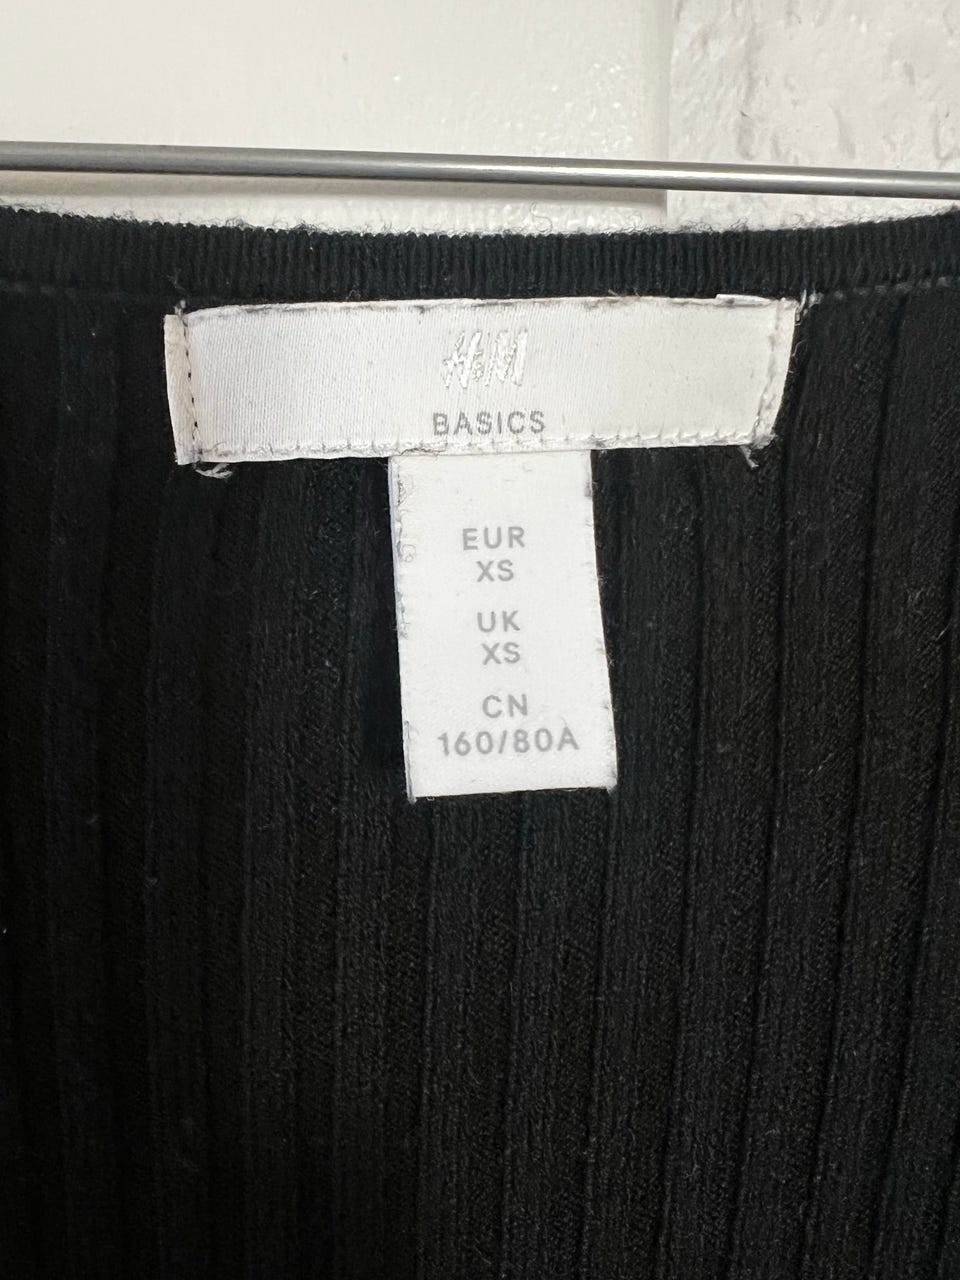 H&M
BASICS
EUR
XS
UK
XS
CN
160/80A